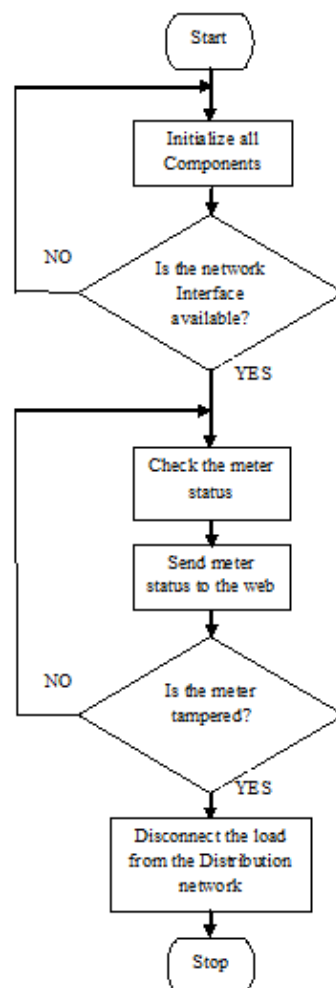 Start
Initialize all
Components
NO
Is the network
Interface
available?
YES
Check the meter
status
Send meter
status to the web
NO
Is the meter
tampered?
YES
Disconnect the load
from the Distribution
network
Stop